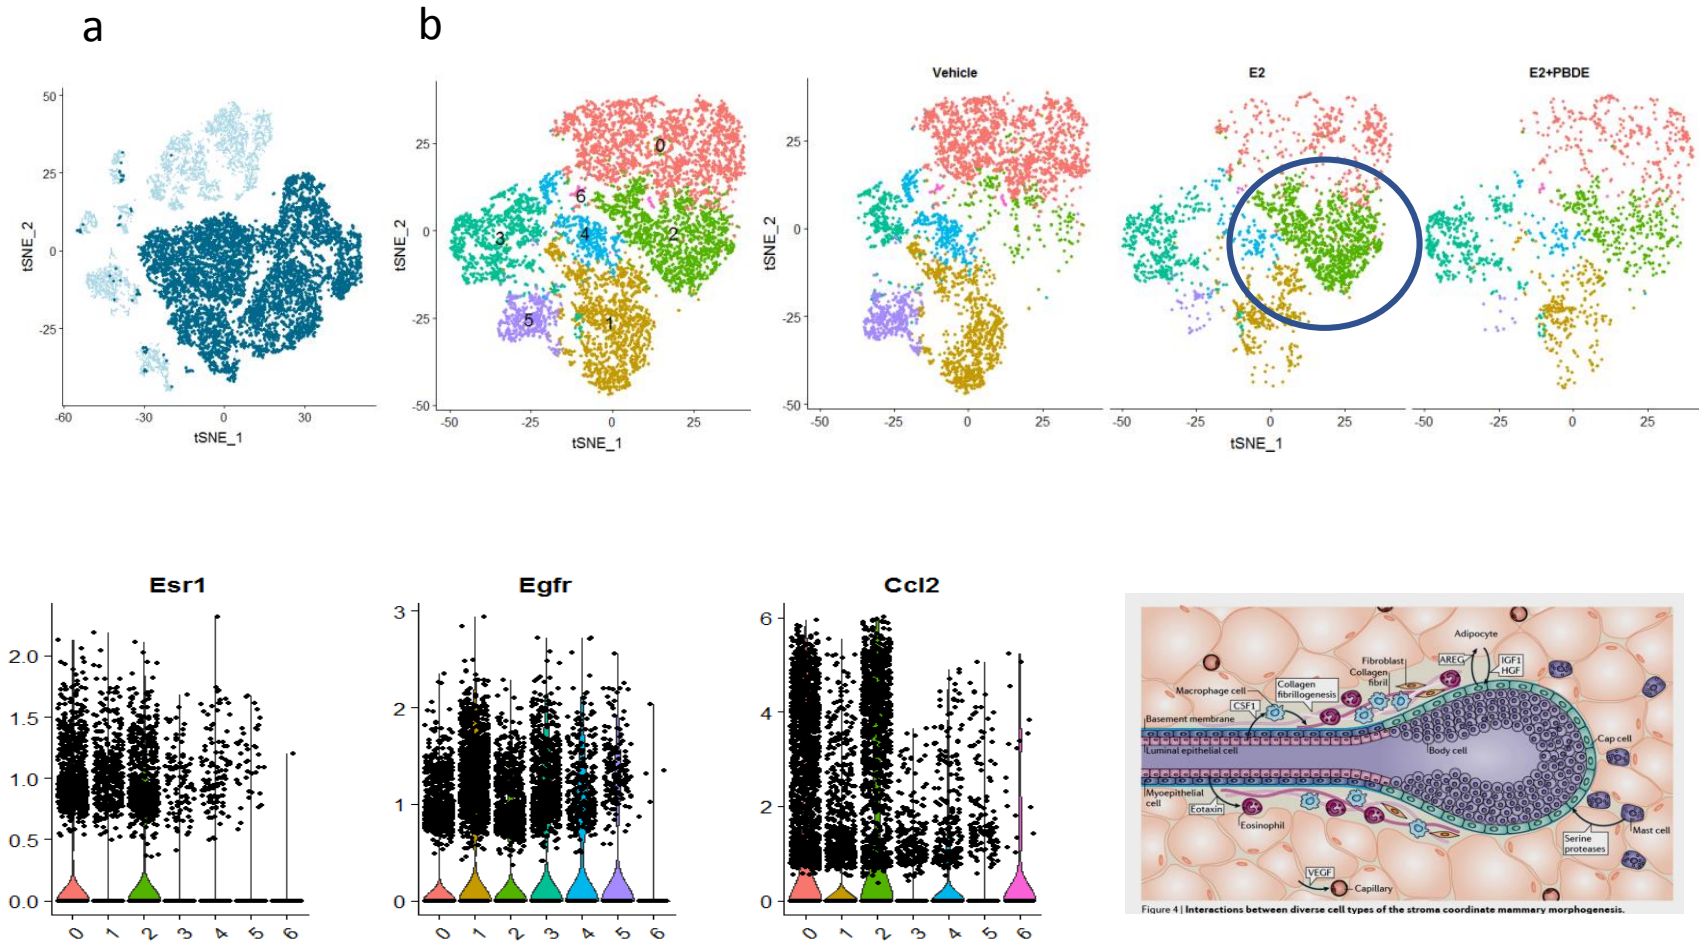 a
b
50
25
0
-25
-60
-30
0
30
tSNE_2
tSNE_1
25
0
-25
-50
-50
-25
0
25
tSNE_2
tSNE_1
0
6
3
4
2
5
1
Vehicle
E2
E2+PBDE
25
0
-25
-50
-50
-25
0
25
-50
-25
0
25
-50
-25
0
25
tSNE_2
tSNE_1
Esr1
2.0
1.5
1.0
0.5
0.0
0
1
2
3
4
5
6
Egfr
3
2
1
0
0
1
2
3
4
5
6
Ccl2
6
4
2
0
0
1
2
3
4
5
6
Adipocyte
AREG
IGF1
HGF
Fibroblast
Collagen
fibril
Collagen
fibrillogenesis
Macrophage cell
CSF1
Basement membrane
Luminal epithelial cell
Body cell
Cap cell
Myoepithelial
cell
Eotaxin
Eosinophil
Mast cell
Serine
proteases
VEGF
Capillary
Figure 4 | Interactions between diverse cell types of the stroma coordinate mammary morphogenesis.